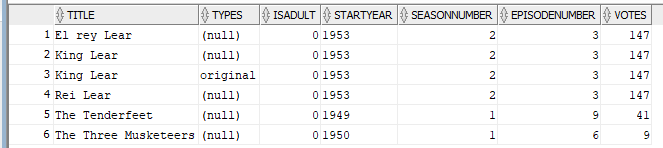 TITLE TYPES ISADULT STARTYEAR SEASONNUMBER EPISODENUMBER VOTES
1 El rey Lear (null) 0 1953 2 3 147
2 King Lear (null) 0 1953 2 3 147
3 King Lear original 0 1953 2 3 147
4 Rei Lear (null) 0 1953 2 3 147
5 The Tenderfeet (null) 0 1949 1 9 41
6 The Three Musketeers (null) 0 1950 1 6 9